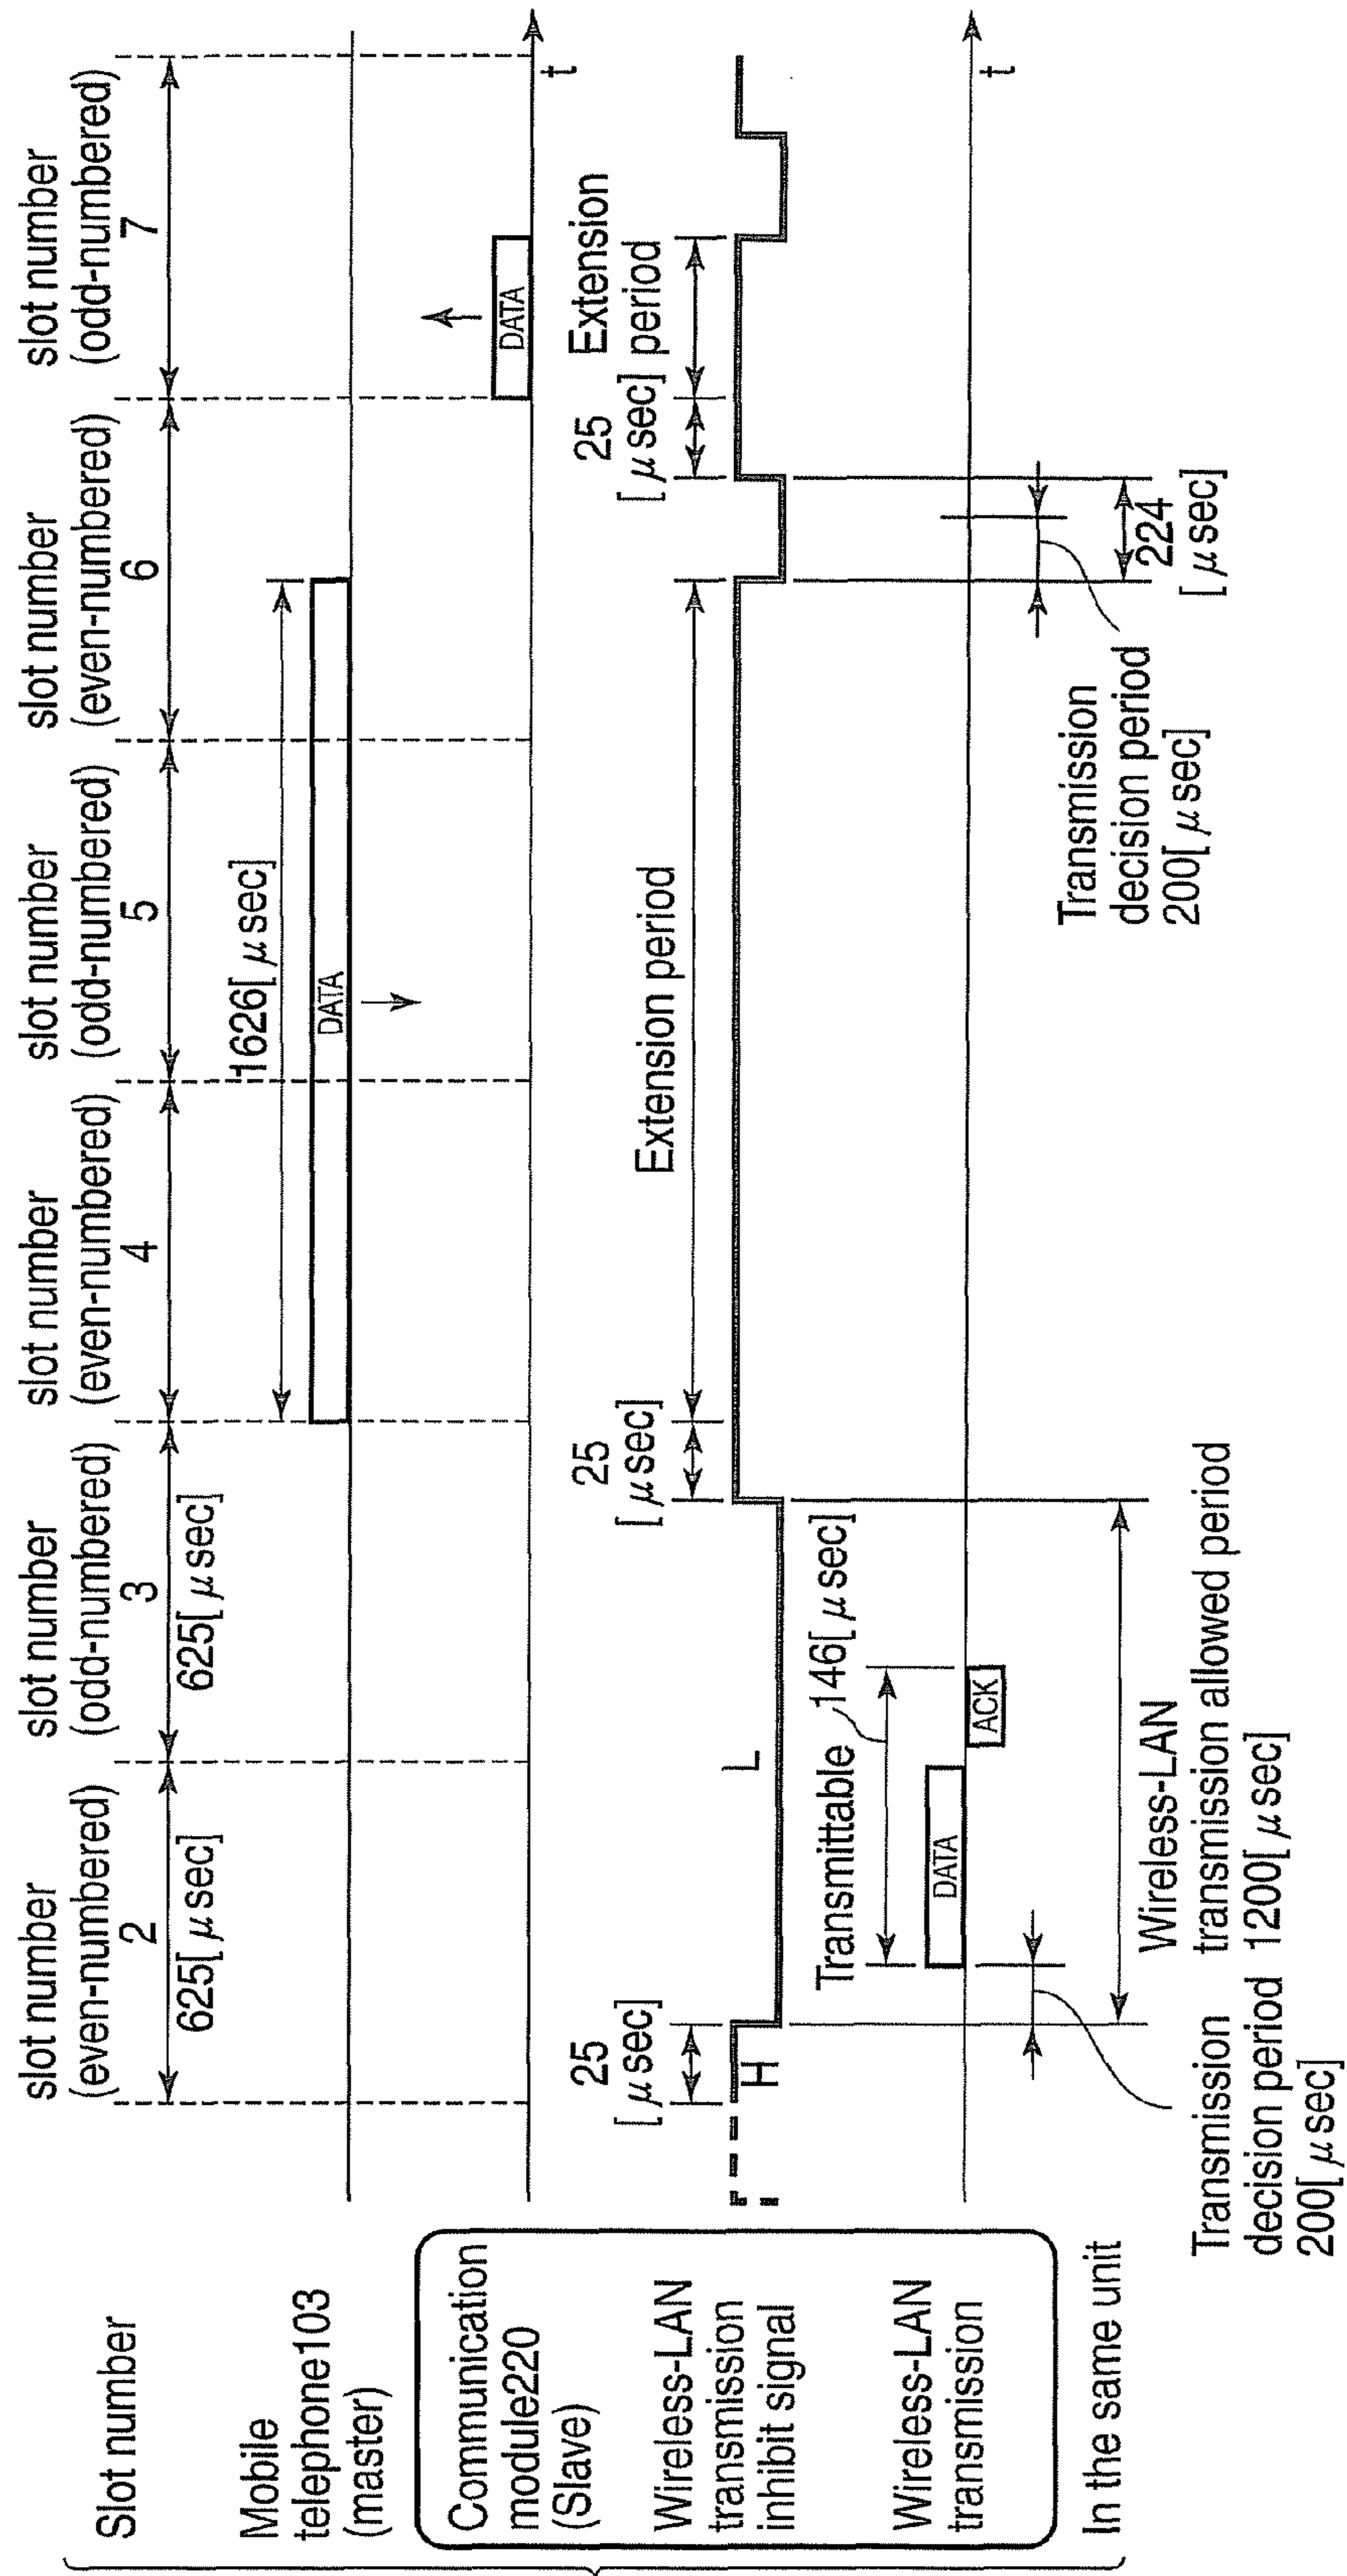 Slot number
slot number
(even-numbered)
2
625[μsec]
slot number
(odd-numbered)
3
625[μsec]
slot number
(even-numbered)
4
slot number
(odd-numbered)
5
slot number
(even-numbered)
6
slot number
(odd-numbered)
7
Mobile
telephone103
(master)
1626[μsec]
DATA
Communication
module220
(Slave)
DATA
t
Wireless-LAN
transmission
inhibit signal
25
[μsec]
H
L
25
[μsec]
Extension period
25
[μsec]
Extension
period
Wireless-LAN
transmission
Transmittable
146[μsec]
DATA
ACK
t
In the same unit
Transmission
decision period
200[μsec]
Wireless-LAN
transmission allowed period
1200[μsec]
Transmission
decision period
200[μsec]
224
[μsec]